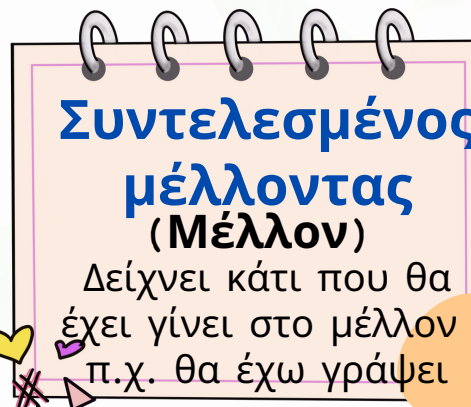 Συντελεσμένος
μέλλοντας
(Μέλλον)
Δείχνει κάτι που θα
έχει γίνει στο μέλλον
π.χ. θα έχω γράψει